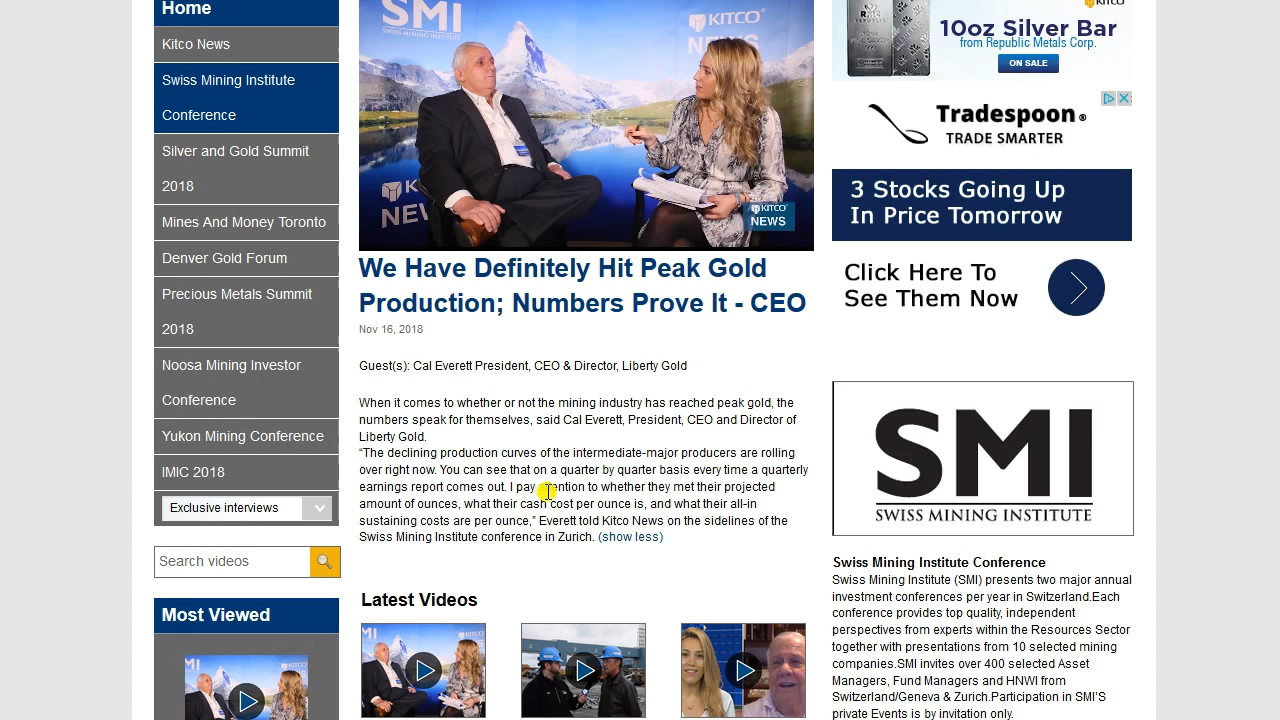 Home
Kitco News
Swiss Mining Institute
Conference
Silver and Gold Summit
2018
Mines And Money Toronto
Denver Gold Forum
Precious Metals Summit
2018
Noosa Mining Investor
Conference
Yukon Mining Conference
IMIC 2018
Exclusive interviews
Search videos
Most Viewed
SMI
SWISS MINING INSTITUTE
KITCO
NEWS
KITCO
NEWS
We Have Definitely Hit Peak Gold
Production; Numbers Prove It - CEO
Nov 16, 2018
Guest(s): Cal Everett President, CEO & Director, Liberty Gold
When it comes to whether or not the mining industry has reached peak gold, the
numbers speak for themselves, said Cal Everett, President, CEO and Director of
Liberty Gold.
“The declining production curves of the intermediate-major producers are rolling
over right now. You can see that on a quarter by quarter basis every time a quarterly
earnings report comes out. I pay attention to whether they met their projected
amount of ounces, what their cash cost per ounce is, and what their all-in
sustaining costs are per ounce,” Everett told Kitco News on the sidelines of the
Swiss Mining Institute conference in Zurich. (show less)
Latest Videos
KITCO
10oz Silver Bar
from Republic Metals Corp.
ON SALE
Tradespoon®
TRADE SMARTER
3 Stocks Going Up
In Price Tomorrow
Click Here To
See Them Now
SMI
SWISS MINING INSTITUTE
Swiss Mining Institute Conference
Swiss Mining Institute (SMI) presents two major annual
investment conferences per year in Switzerland.Each
conference provides top quality, independent
perspectives from experts within the Resources Sector
together with presentations from 10 selected mining
companies.SMI invites over 400 selected Asset
Managers, Fund Managers and HNWI from
Switzerland/Geneva & Zurich.Participation in SMI'S
private Events is by invitation only.